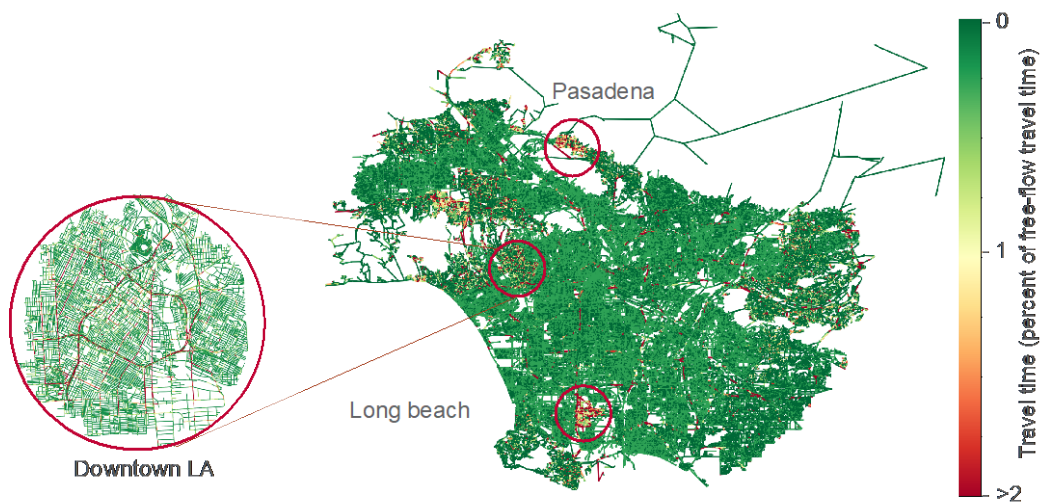 Pasadena
Long beach
Downtown LA
0
1
>2
Travel time (percent of free-flow travel time)